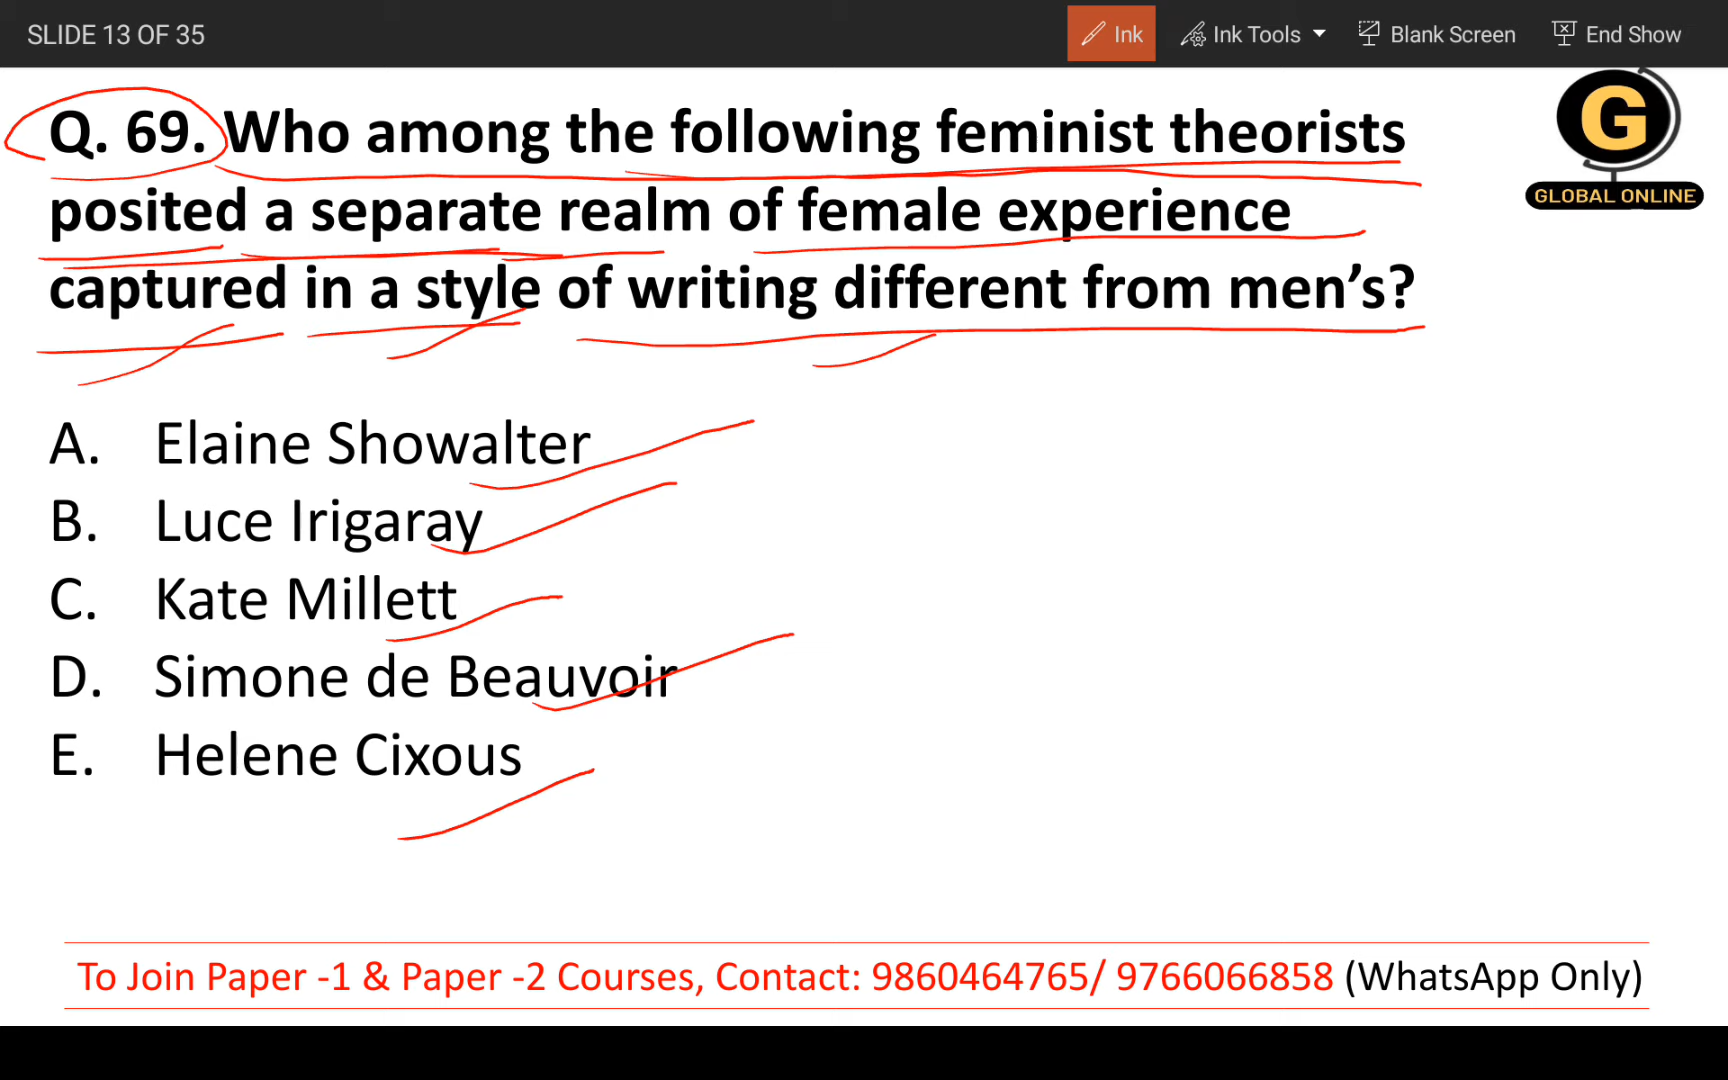 SLIDE 13 OF 35
Ink
Ink Tools
Blank Screen
End Show
G
GLOBAL ONLINE
Q. 69. Who among the following feminist theorists
posited a separate realm of female experience
captured in a style of writing different from men’s?
A. Elaine Showalter
B. Luce Irigaray
C. Kate Millett
D. Simone de Beauvoir
E. Helene Cixous
To Join Paper -1 & Paper -2 Courses, Contact: 9860464765/ 9766066858 (WhatsApp Only)